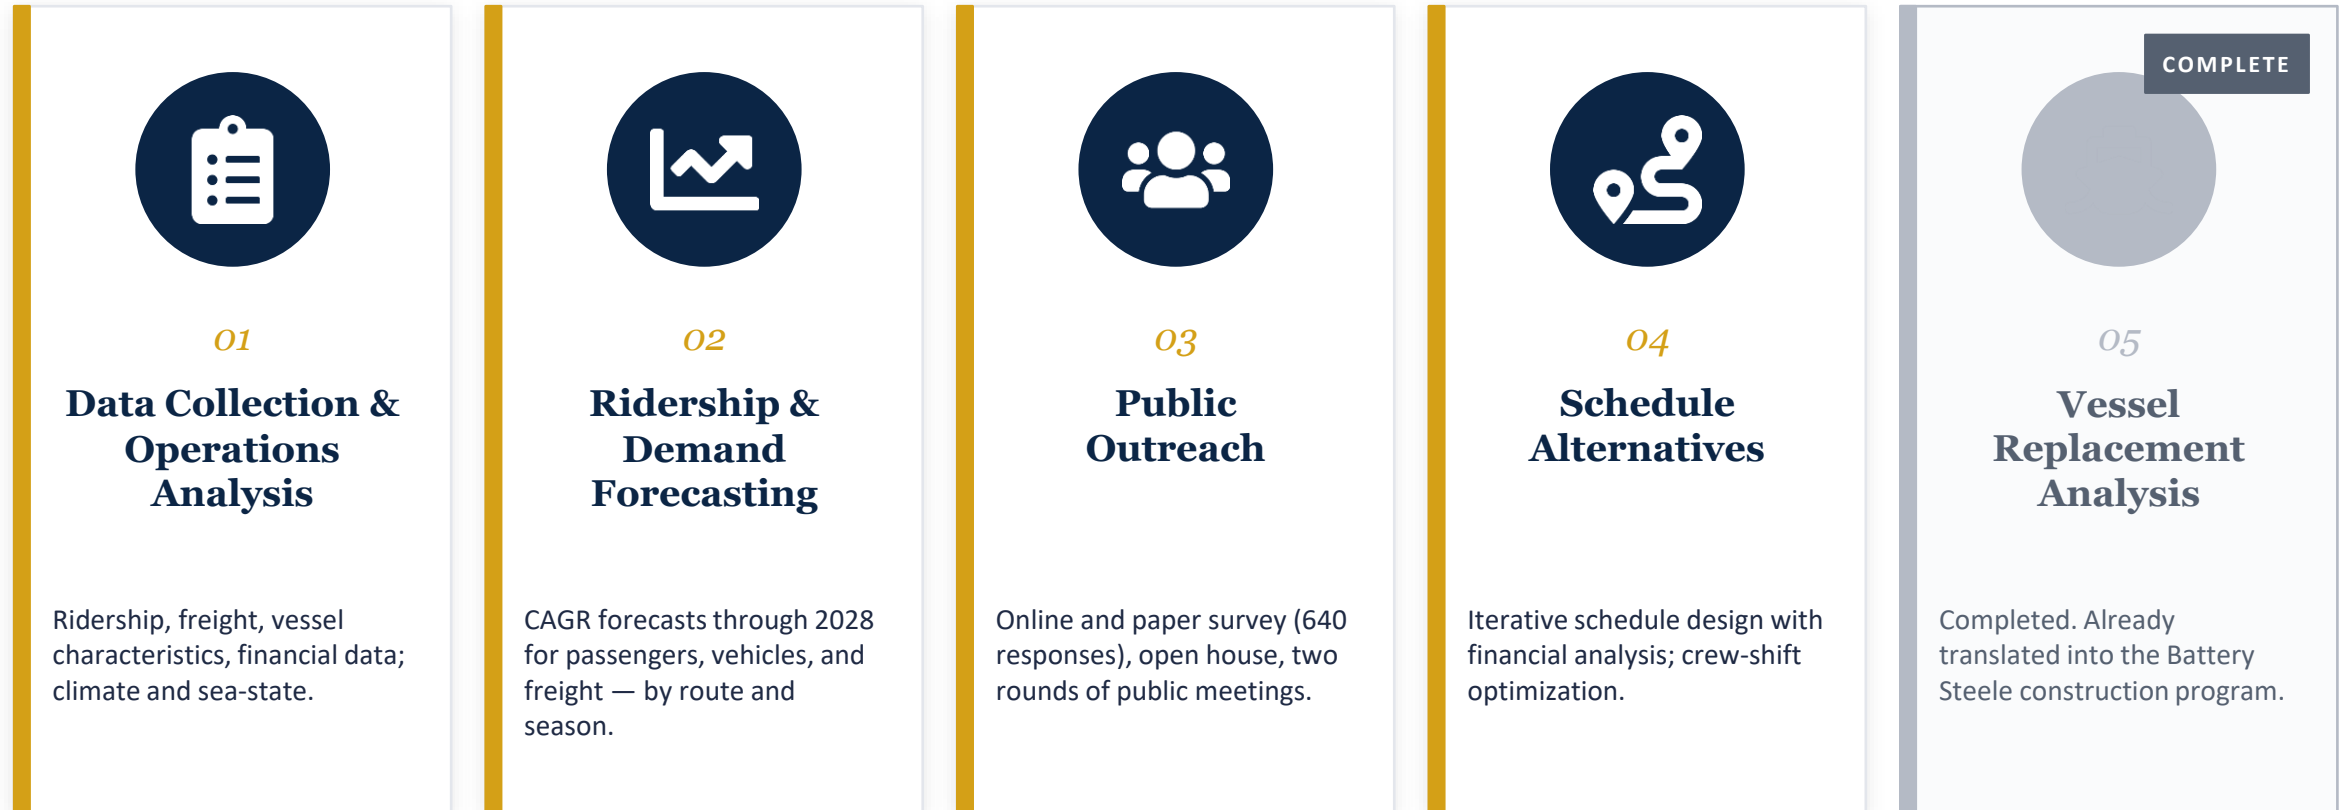 01
Data Collection &
Operations
Analysis
Ridership, freight, vessel
characteristics, financial data;
climate and sea-state.
02
Ridership &
Demand
Forecasting
CAGR forecasts through 2028
for passengers, vehicles, and
freight — by route and
season.
03
Public
Outreach
Online and paper survey (640
responses), open house, two
rounds of public meetings.
04
Schedule
Alternatives
Iterative schedule design with
financial analysis; crew-shift
optimization.
COMPLETE
05
Vessel
Replacement
Analysis
Completed. Already
translated into the Battery
Steele construction program.